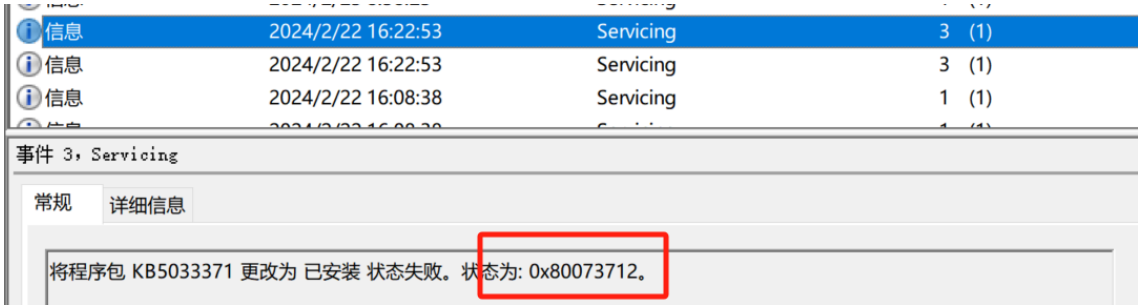 信息 2024/2/22 16:22:53 Servicing 3 (1)
信息 2024/2/22 16:22:53 Servicing 3 (1)
信息 2024/2/22 16:08:38 Servicing 1 (1)
事件 3，Servicing
常规 详细信息
将程序包 KB5033371 更改为 已安装 状态失败。状态为: 0x80073712。